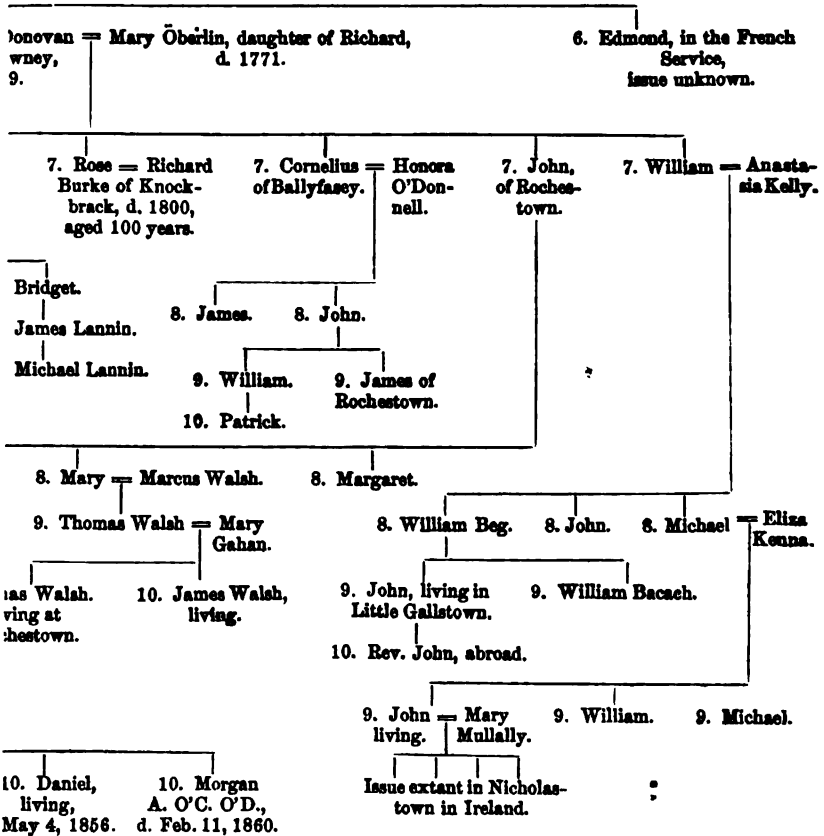 Donovan = Mary Öberlin, daughter of Richard,
wney, d. 1771.
9.
6. Edmond, in the French
Service,
issue unknown.
7. Rose = Richard
Burke of Knock-
brack, d. 1800,
aged 100 years.
7. Cornelius = Honora
of Ballyfasey. O'Don-
nell.
7. John,
of Roches-
town.
7. William = Anasta-
sia Kelly.
Bridget.
James Lannin.
Michael Lannin.
8. James. 8. John.
9. William. 9. James of
Rochestown.
10. Patrick.
8. Mary = Marcus Walsh. 8. Margaret.
9. Thomas Walsh = Mary
Gahan.
8. William Beg. 8. John. 8. Michael = Eliza
Kenna.
as Walsh.
ving at
chestown.
10. James Walsh,
living.
9. John, living in
Little Gallstown.
9. William Bacach.
10. Rev. John, abroad.
9. John = Mary
living. Mullally.
9. William. 9. Michael.
10. Daniel,
living,
May 4, 1856.
10. Morgan
A. O'C. O'D.,
d. Feb. 11, 1860.
Issue extant in Nicholas-
town in Ireland.